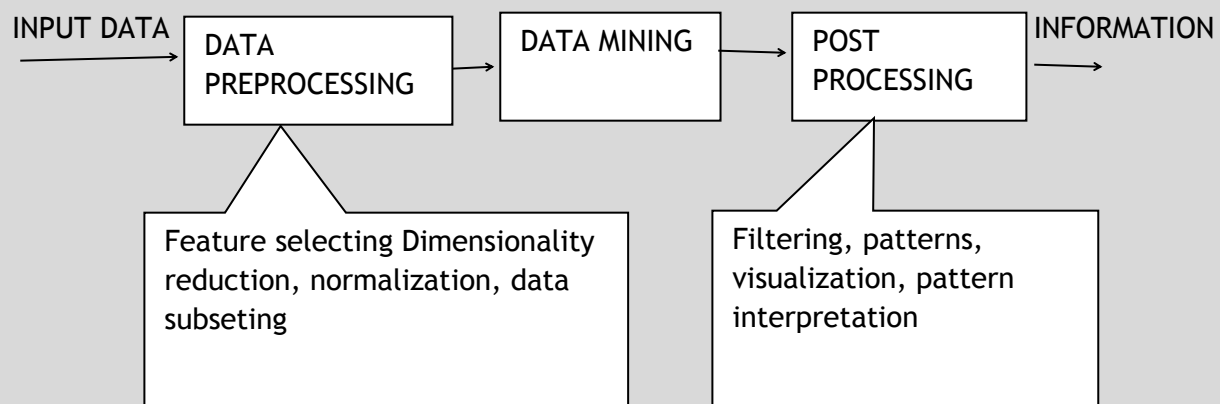 INPUT DATA
DATA
PREPROCESSING
DATA MINING
POST
PROCESSING
INFORMATION
Feature selecting Dimensionality
reduction, normalization, data
subseting
Filtering, patterns,
visualization, pattern
interpretation